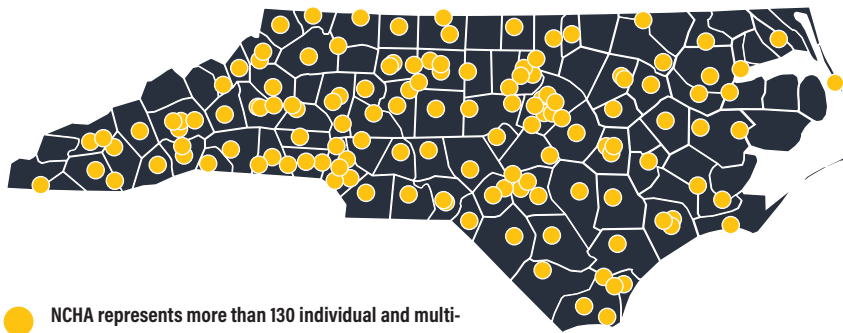 NCHA represents more than 130 individual and multi-